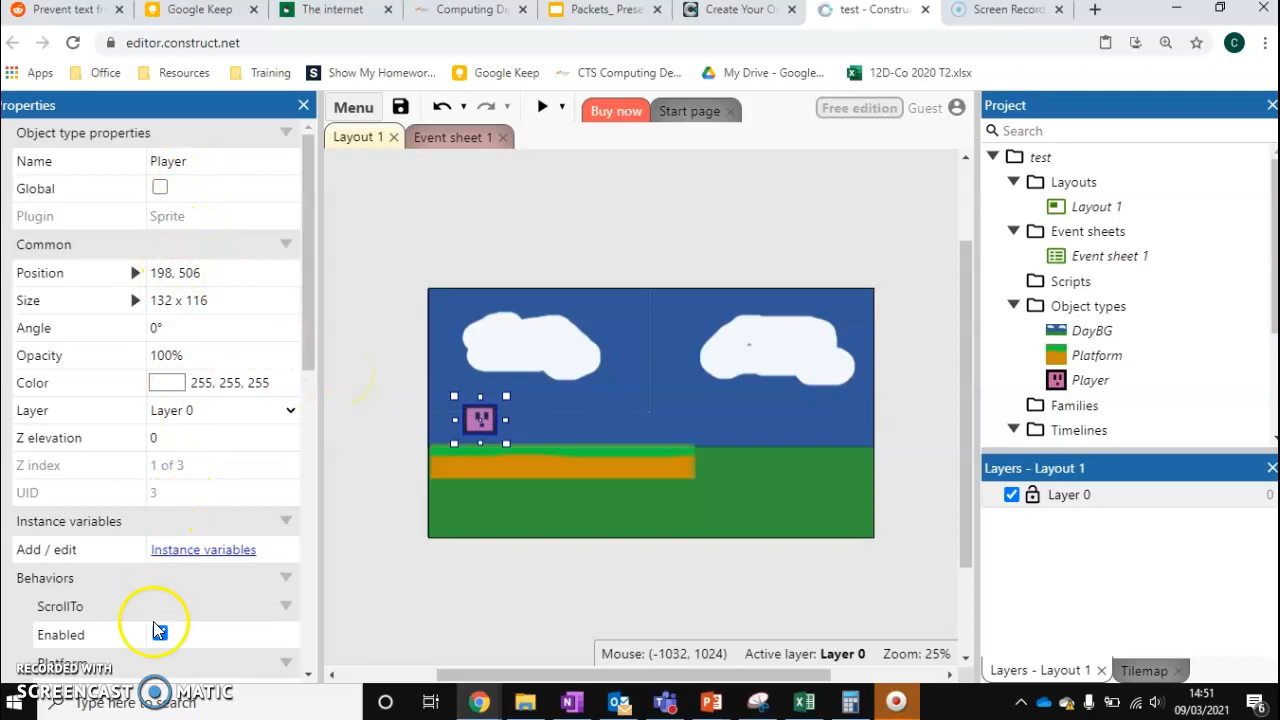 Prevent text fr
Google Keep
The internet
Computing De
Packets_ Prese
Create Your O
test - Constru
Screen Record
editor.construct.net
Apps
Office
Resources
Training
Show My Homewor...
Google Keep
CTS Computing De...
My Drive - Google...
12D-Co 2020 T2.xlsx
Properties
Menu
Buy now
Start page
Free edition
Guest
Project
Object type properties
Layout 1
Event sheet 1
Search
Name
Player
Global
Plugin
Sprite
Common
Position
198, 506
Size
132 x 116
Angle
0°
Opacity
100%
Color
255, 255, 255
Layer
Layer 0
Z elevation
0
Z index
1 of 3
UID
3
Instance variables
Add / edit
Instance variables
Behaviors
ScrollTo
Enabled
Platform
test
Layouts
Layout 1
Event sheets
Event sheet 1
Scripts
Object types
DayBG
Platform
Player
Families
Timelines
Layers - Layout 1
Layer 0
0
Mouse: (-1032, 1024)
Active layer: Layer 0
Zoom: 25%
Layers - Layout 1
Tilemap
RECORDED WITH
SCREENCAST MATIC
Type here to search
14:51
09/03/2021